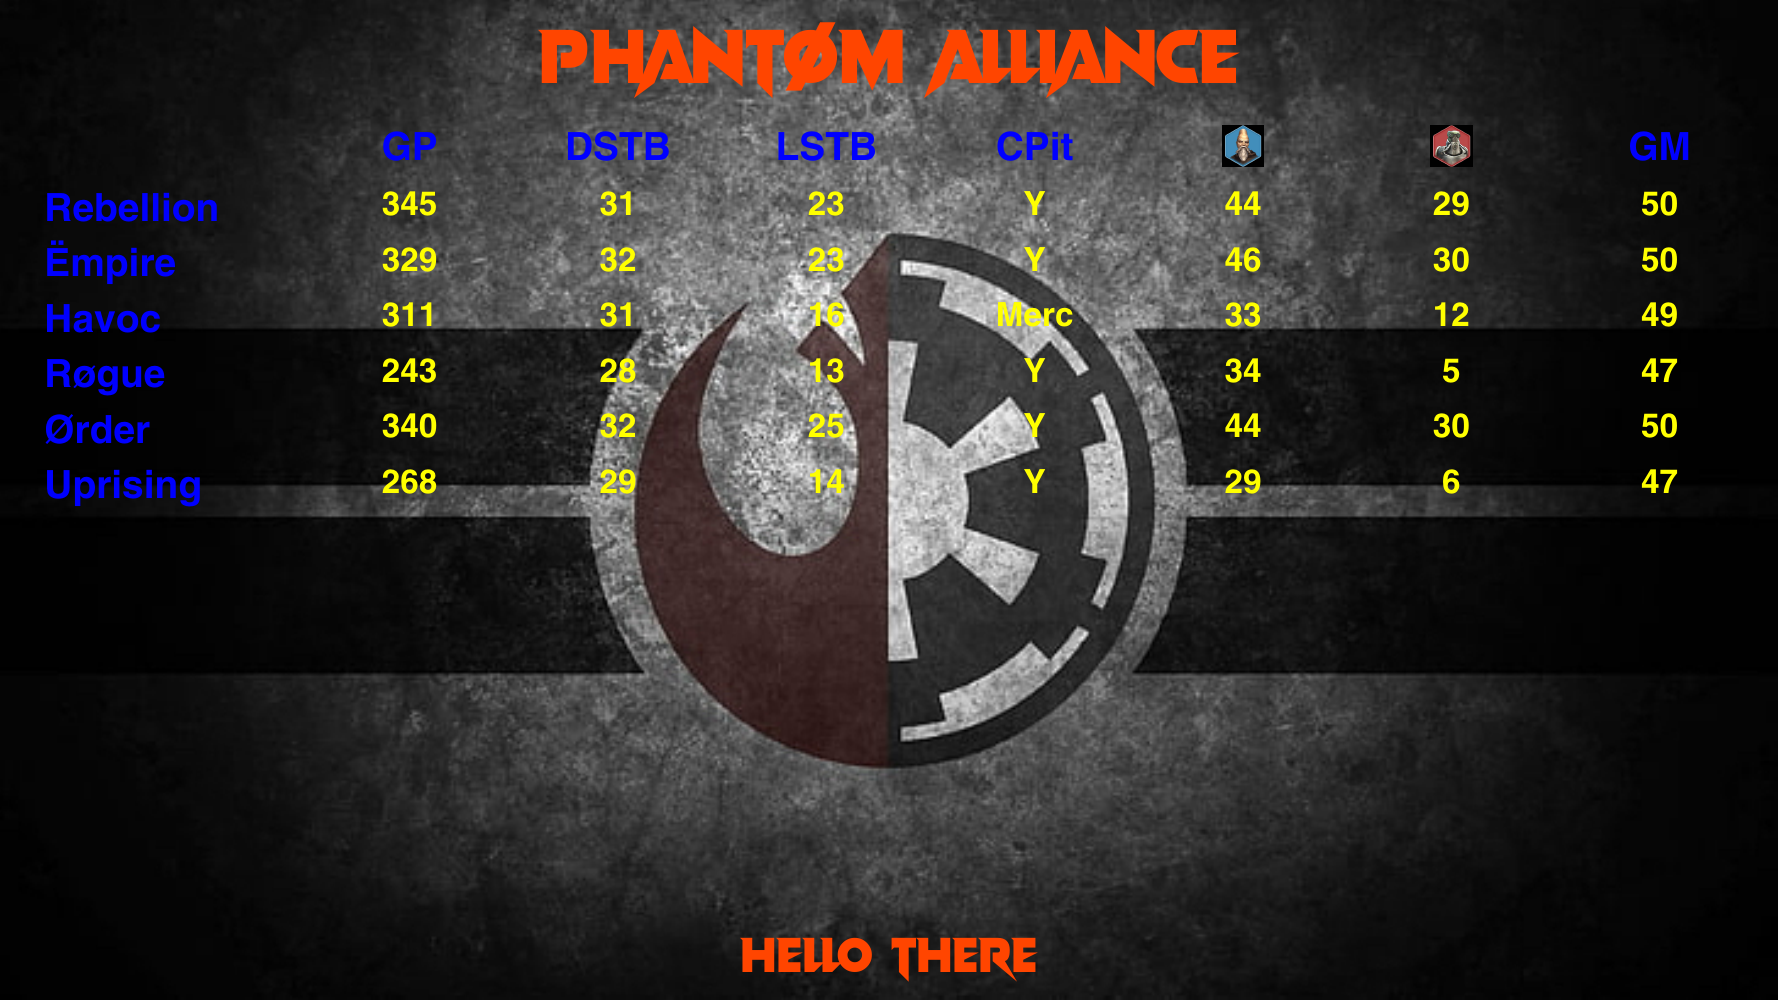 PHANTØM ALLIANCE
GP DSTB LSTB CPit GM
Rebellion 345 31 23 Y 44 29 50
Ëmpire 329 32 23 Y 46 30 50
Havoc 311 31 16 Merc 33 12 49
Røgue 243 28 13 Y 34 5 47
Ørder 340 32 25 Y 44 30 50
Uprising 268 29 14 Y 29 6 47
HELLO THERE